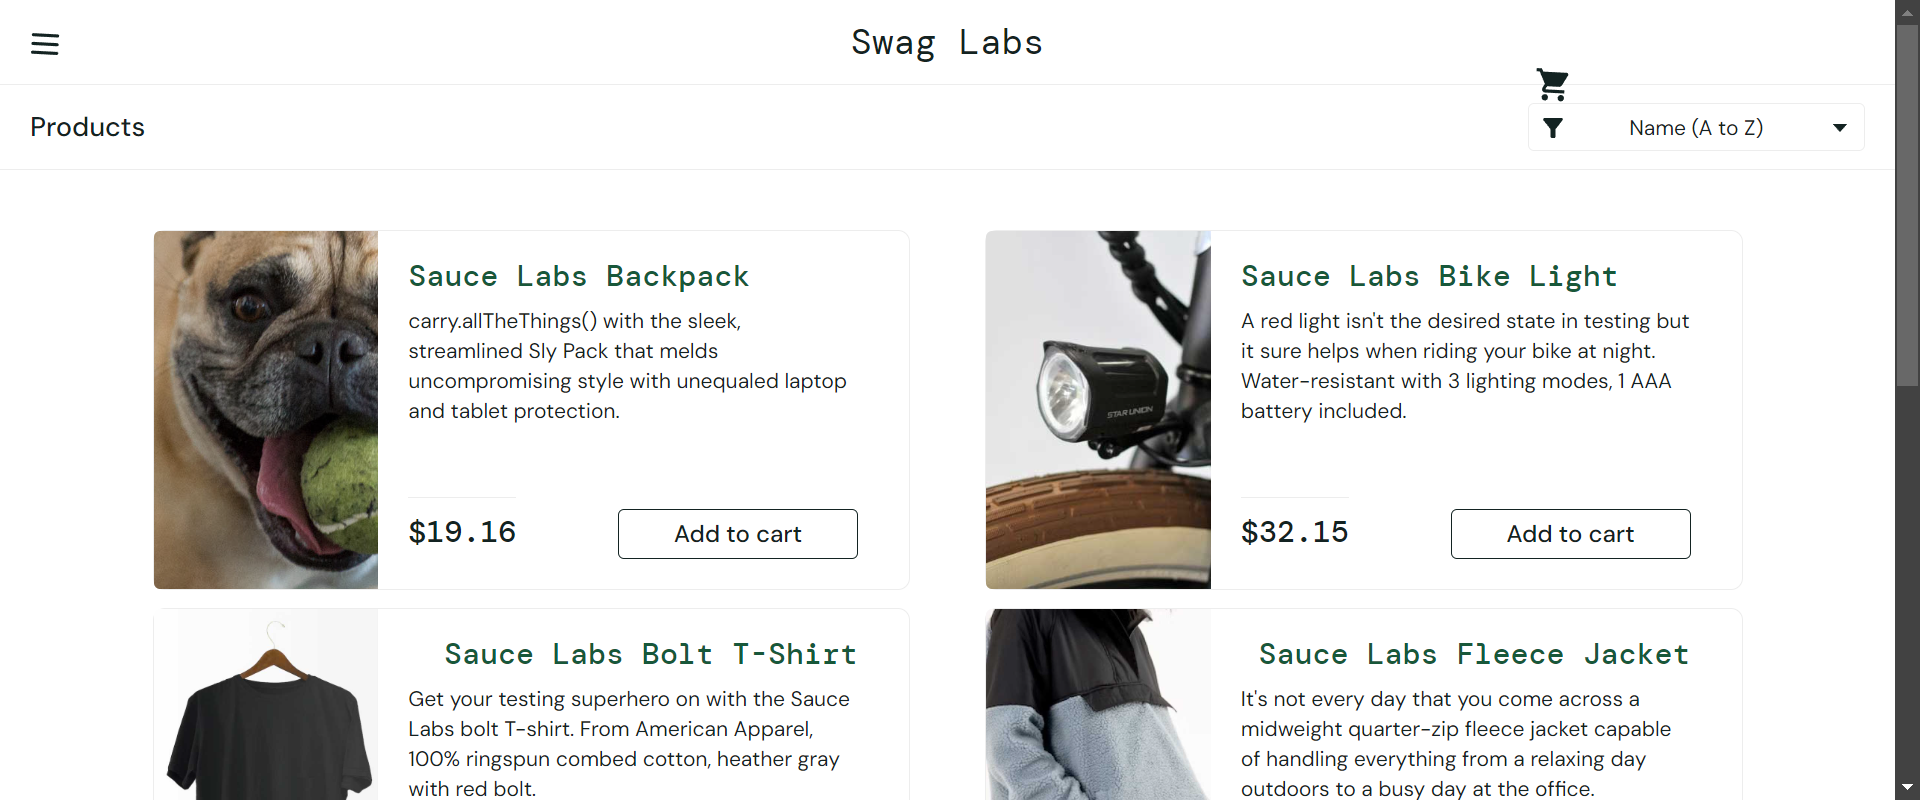 Swag Labs
Products
Name (A to Z)
Sauce Labs Backpack
carry.allTheThings() with the sleek,
streamlined Sly Pack that melds
uncompromising style with unequaled laptop
and tablet protection.
$19.16
Add to cart
Sauce Labs Bike Light
A red light isn't the desired state in testing but
it sure helps when riding your bike at night.
Water-resistant with 3 lighting modes, 1 AAA
battery included.
STAR UNION
$32.15
Add to cart
Sauce Labs Bolt T-Shirt
Get your testing superhero on with the Sauce
Labs bolt T-shirt. From American Apparel,
100% ringspun combed cotton, heather gray
with red bolt.
Sauce Labs Fleece Jacket
It's not every day that you come across a
midweight quarter-zip fleece jacket capable
of handling everything from a relaxing day
outdoors to a busy day at the office.